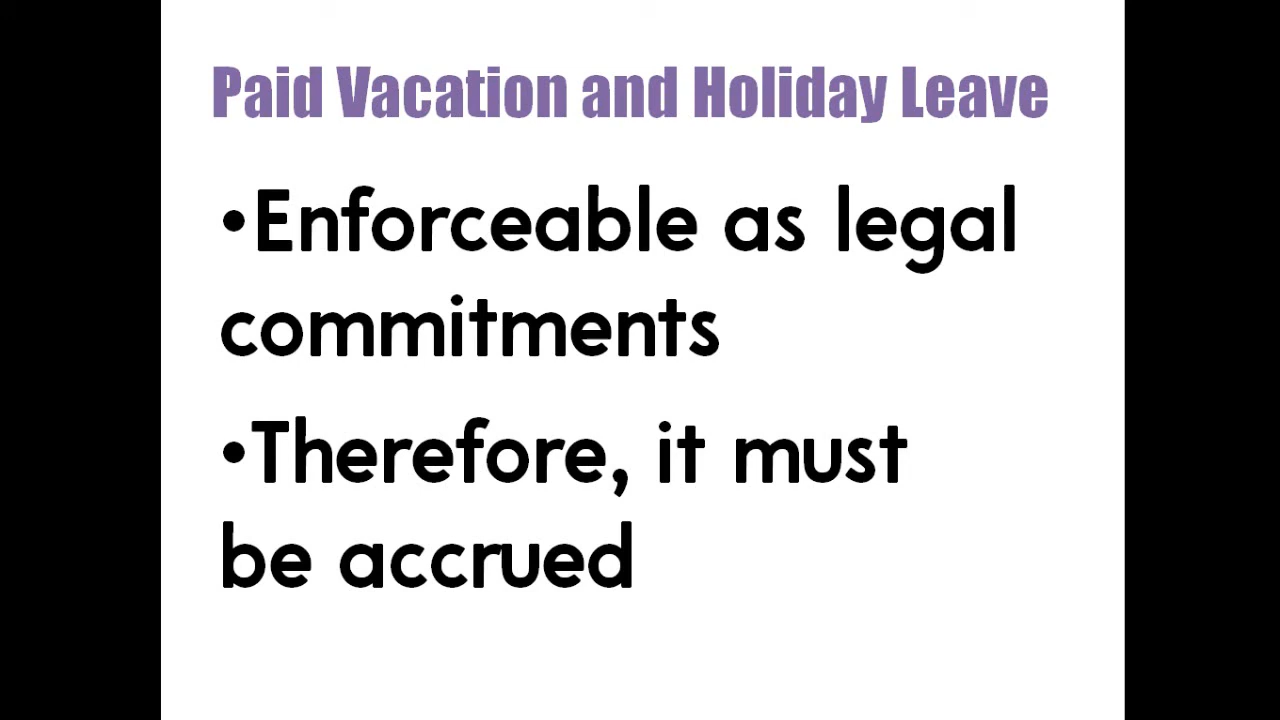 Paid Vacation and Holiday Leave
•Enforceable as legal
commitments
•Therefore, it must
be accrued